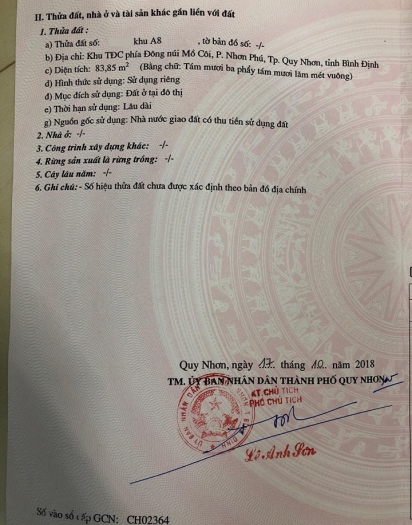 II. Thửa đất, nhà ở và tài sản khác gắn liền với đất
1. Thửa đất:
a) Thửa đất số: khu A8 , tờ bản đồ số: -/-
b) Địa chỉ: Khu TĐC phía Đông núi Mồ Côi, P. Nhơn Phú, Tp. Quy Nhơn, tỉnh Bình Định
c) Diện tích: 83,85 m² (Bằng chữ: Tám mươi ba phẩy tám mươi lăm mét vuông)
d) Hình thức sử dụng: Sử dụng riêng
đ) Mục đích sử dụng: Đất ở tại đô thị
e) Thời hạn sử dụng: Lâu dài
g) Nguồn gốc sử dụng: Nhà nước giao đất có thu tiền sử dụng đất
2. Nhà ở: -/-
3. Công trình xây dựng khác: -/-
4. Rừng sản xuất là rừng trồng: -/-
5. Cây lâu năm: -/-
6. Ghi chú: - Số hiệu thửa đất chưa được xác định theo bản đồ địa chính
Quy Nhơn, ngày 17 tháng 10 năm 2018
TM. ỦY BAN NHÂN DÂN THÀNH PHỐ QUY NHƠN
KT CHỦ TỊCH
PHÓ CHỦ TỊCH
Lê Anh Sơn
Số vào sổ cấp GCN: CH02364